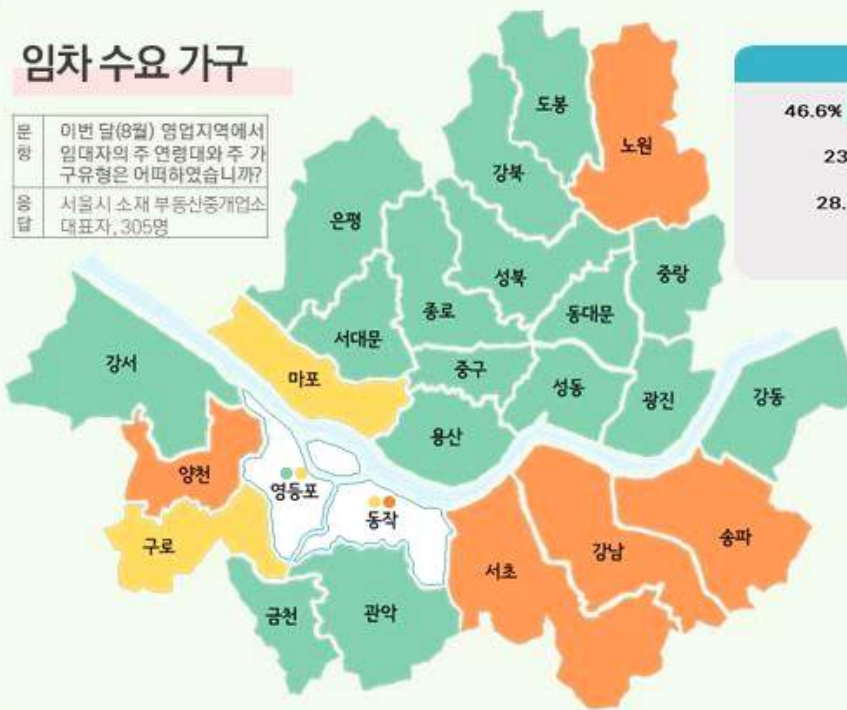 임차 수요 가구
문항
이번 달(8월) 영업지역에서
임대자의 주 연령대와 주 가
구유형은 어떠하였습니까?
응답
서울시 소재 부동산중개업소
대표자, 305명
46.6%
23
28.
도봉
노원
강북
은평
성북
중랑
종로
동대문
서대문
강서
마포
중구
성동
광진
강동
용산
양천
영등포
동작
구로
서초
강남
송파
금천
관악